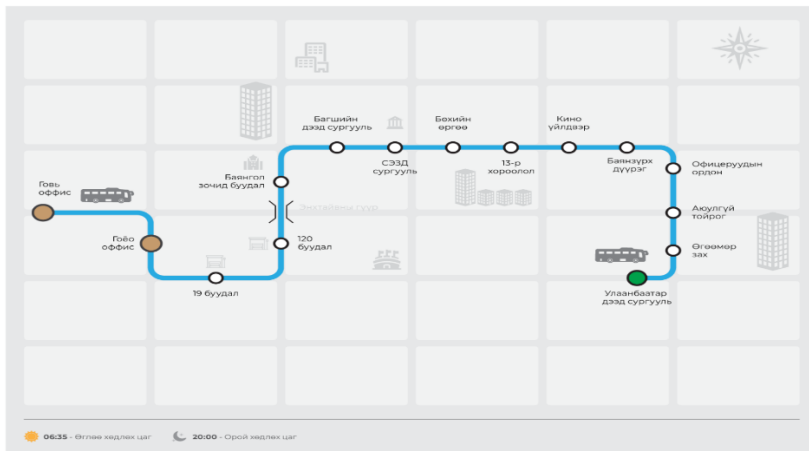 Багшийн
дээд сургууль
Бөхийн
өргөө
Кино
үйлдвэр
СЭЗД
сургууль
13-р
хороолол
Баянзүрх
дүүрэг
Офицеруудын
ордон
Баянгол
зочид буудал
Говь
оффис
Энхтайвны гүүр
Аюулгүй
тойрог
Гоёо
оффис
120
буудал
Өгөөмөр
зах
19 буудал
Улаанбаатар
дээд сургууль
06:35 - Өглөө хөдлөх цаг
20:00 - Орой хөдлөх цаг